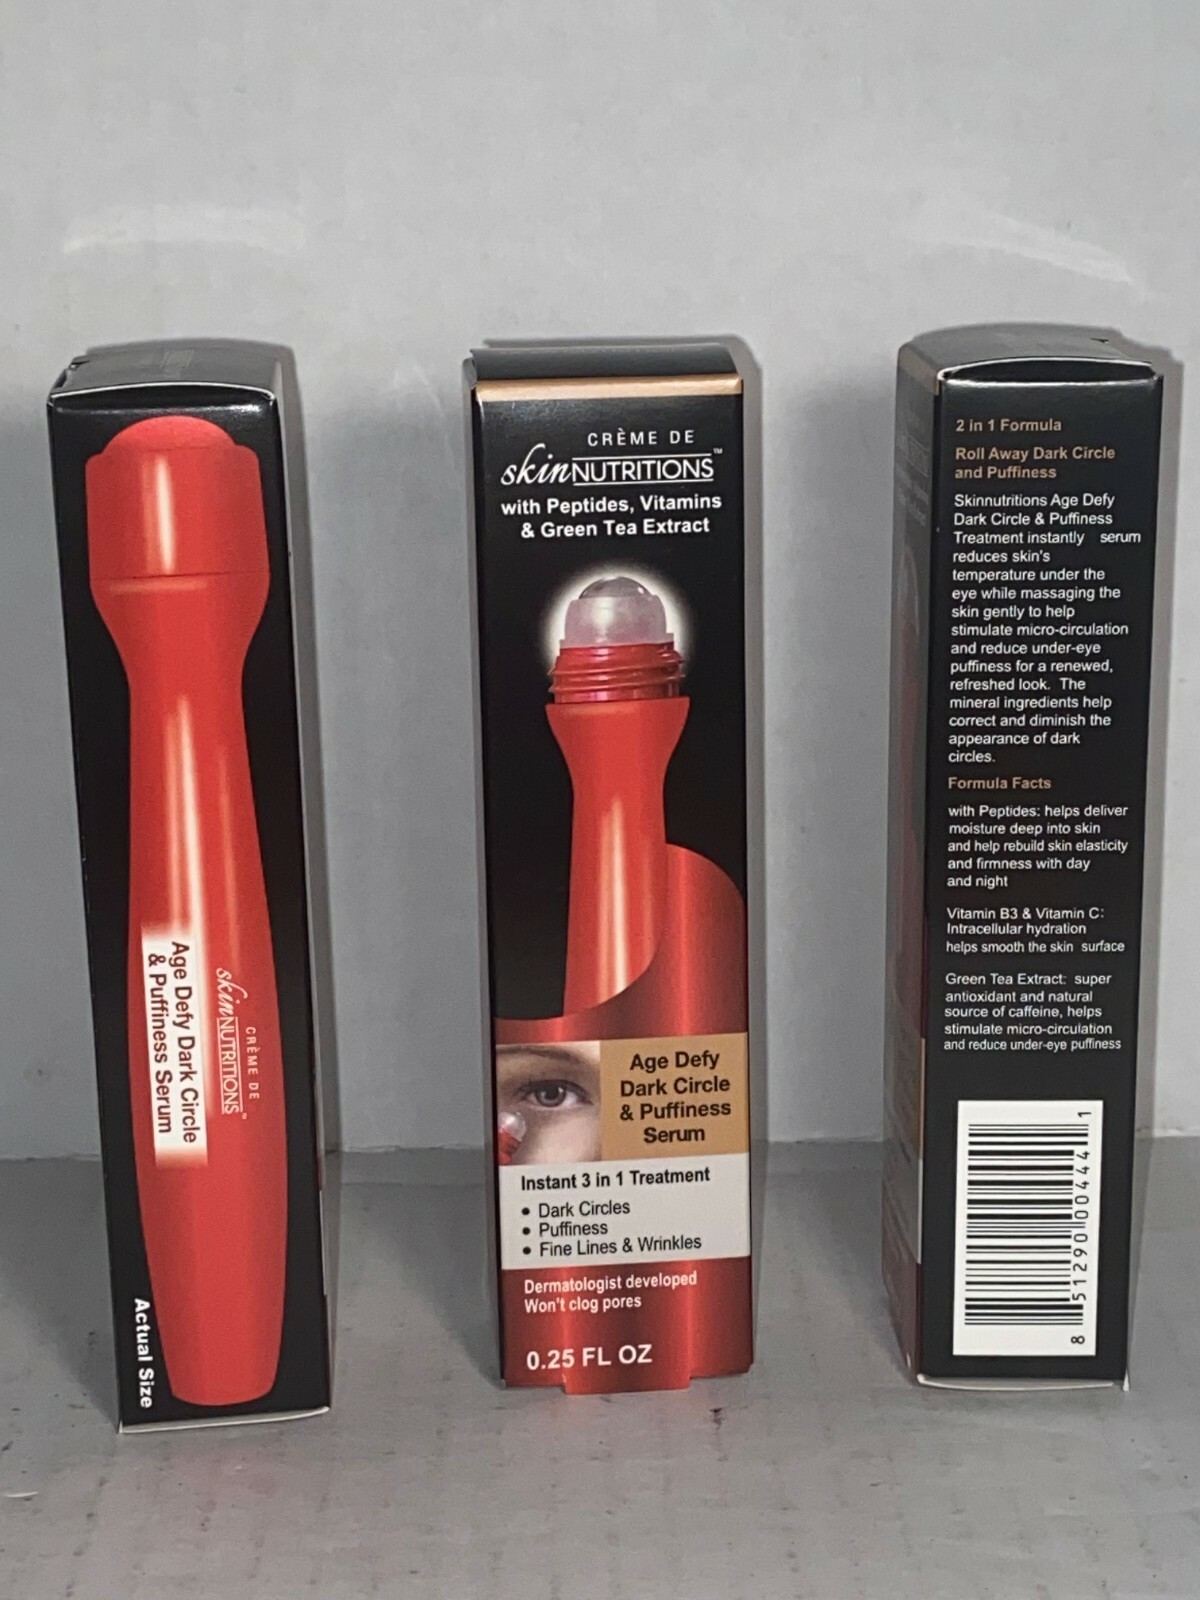 Age Defy Dark Circle
& Puffiness Serum
CRÈME DE
skinNUTRITIONS™
Actual Size
CRÈME DE
skinNUTRITIONS™
with Peptides, Vitamins
& Green Tea Extract
Age Defy
Dark Circle
& Puffiness
Serum
Instant 3 in 1 Treatment
• Dark Circles
• Puffiness
• Fine Lines & Wrinkles
Dermatologist developed
Won't clog pores
0.25 FL OZ
2 in 1 Formula
Roll Away Dark Circle
and Puffiness
Skinnutritions Age Defy
Dark Circle & Puffiness
Treatment instantly serum
reduces skin's
temperature under the
eye while massaging the
skin gently to help
stimulate micro-circulation
and reduce under-eye
puffiness for a renewed,
refreshed look. The
mineral ingredients help
correct and diminish the
appearance of dark
circles.
Formula Facts
with Peptides: helps deliver
moisture deep into skin
and help rebuild skin elasticity
and firmness with day
and night
Vitamin B3 & Vitamin C:
Intracellular hydration
helps smooth the skin surface
Green Tea Extract: super
antioxidant and natural
source of caffeine, helps
stimulate micro-circulation
and reduce under-eye puffiness
8 51290 00444 1